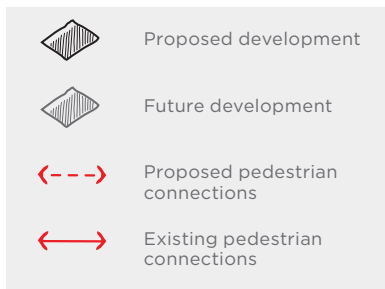 Proposed development
Future development
Proposed pedestrian
connections
Existing pedestrian
connections